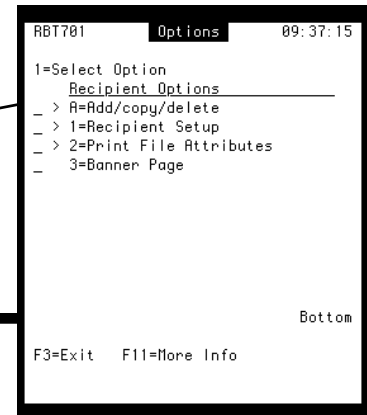 RBT701 Options 09:37:15
1=Select Option
Recipient Options
_ > A=Add/copy/delete
_ > 1=Recipient Setup
_ > 2=Print File Attributes
_ 3=Banner Page
Bottom
F3=Exit F11=More Info